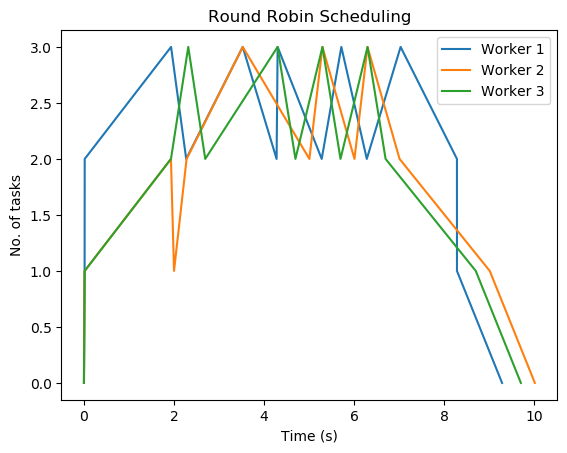 Round Robin Scheduling
Worker 1
Worker 2
Worker 3
No. of tasks
3.0
2.5
2.0
1.5
1.0
0.5
0.0
0 2 4 6 8 10
Time (s)